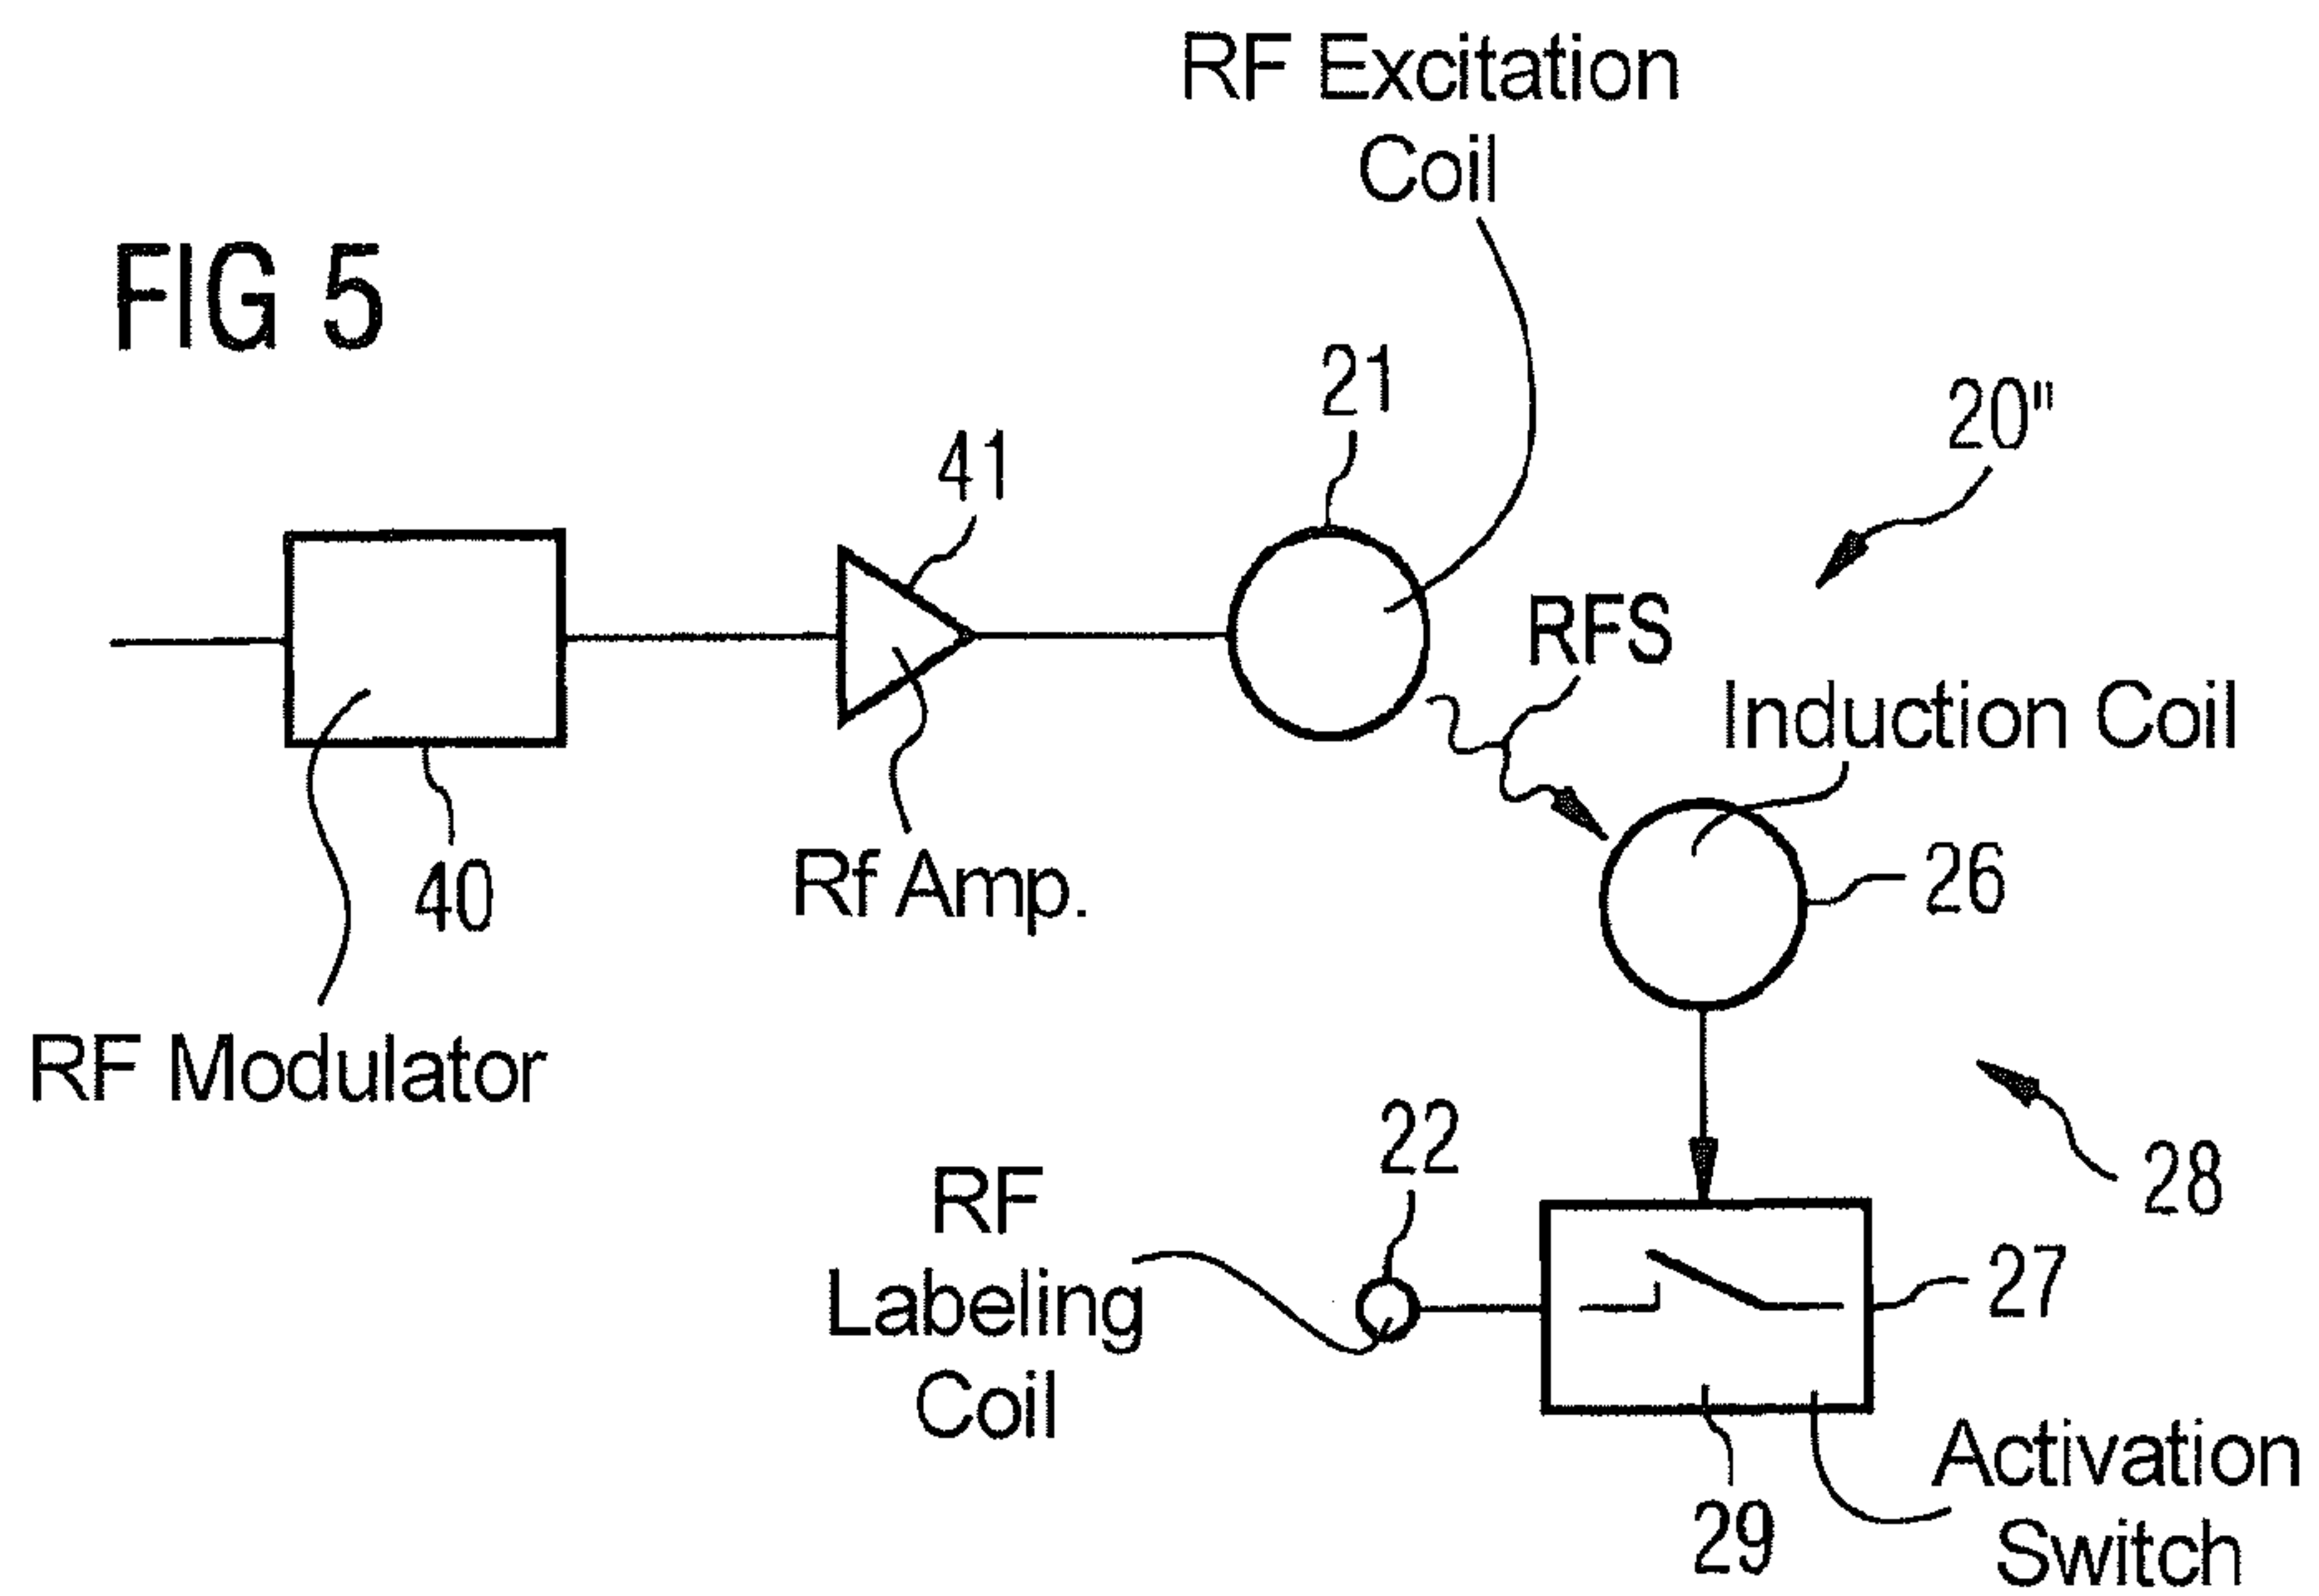 RF Excitation
Coil
FIG 5
21
20"
41
RFS
Induction Coil
40
Rf Amp.
26
RF Modulator
22
28
RF
Labeling
Coil
27
29
Activation
Switch